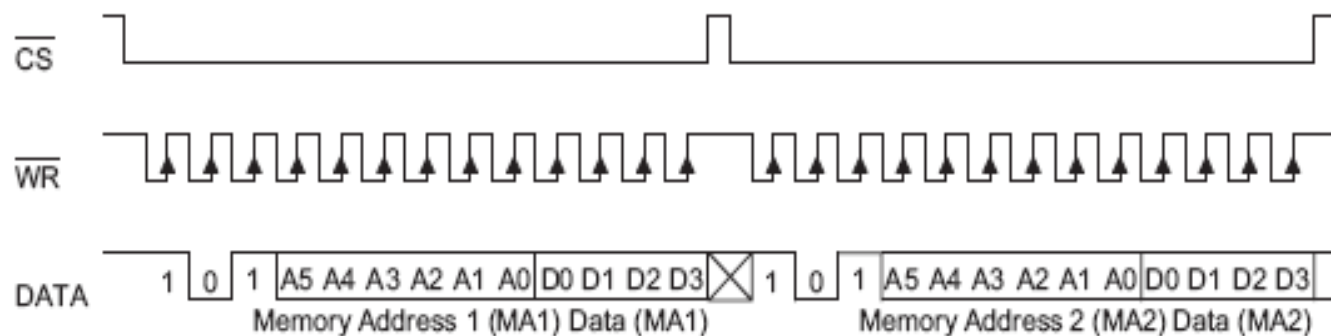 CS
WR
DATA 1 0 1 A5 A4 A3 A2 A1 A0 D0 D1 D2 D3 1 0 1 A5 A4 A3 A2 A1 A0 D0 D1 D2 D3
Memory Address 1 (MA1) Data (MA1) Memory Address 2 (MA2) Data (MA2)